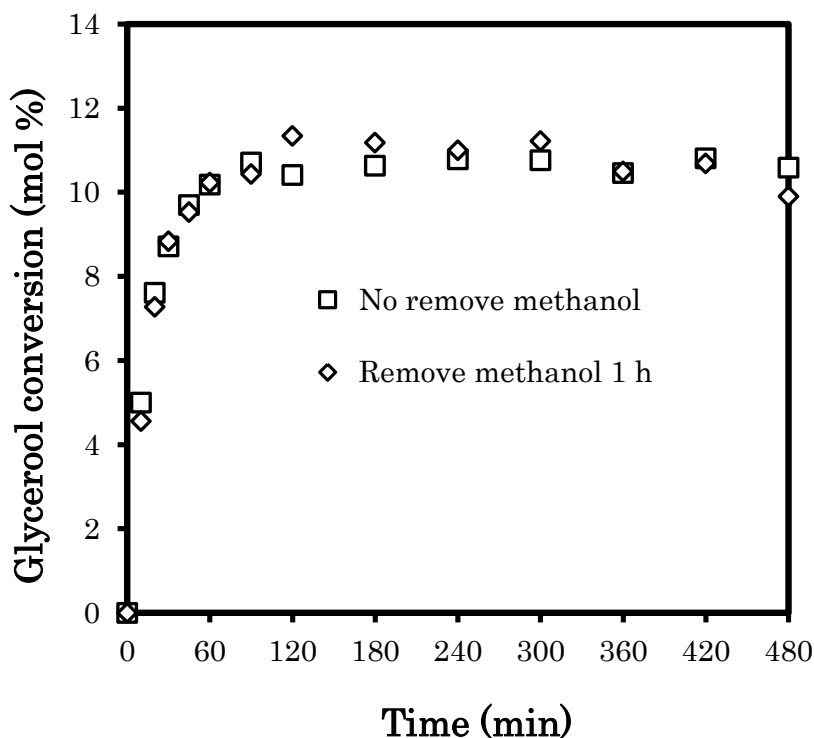 14
12
10
8
6
4
2
0
Glycerool conversion (mol %)
No remove methanol
Remove methanol 1 h
0 60 120 180 240 300 360 420 480
Time (min)